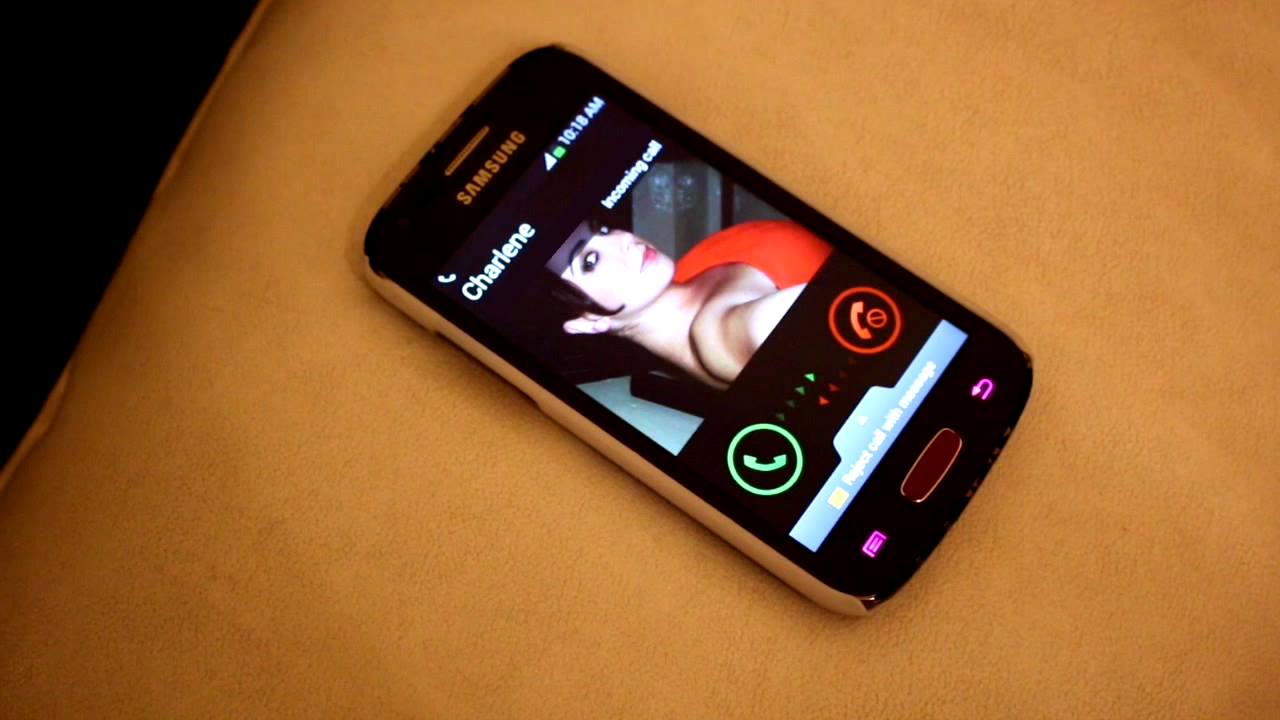 SAMSUNG
10:18 AM
Charlene
Incoming call
Reject call with message